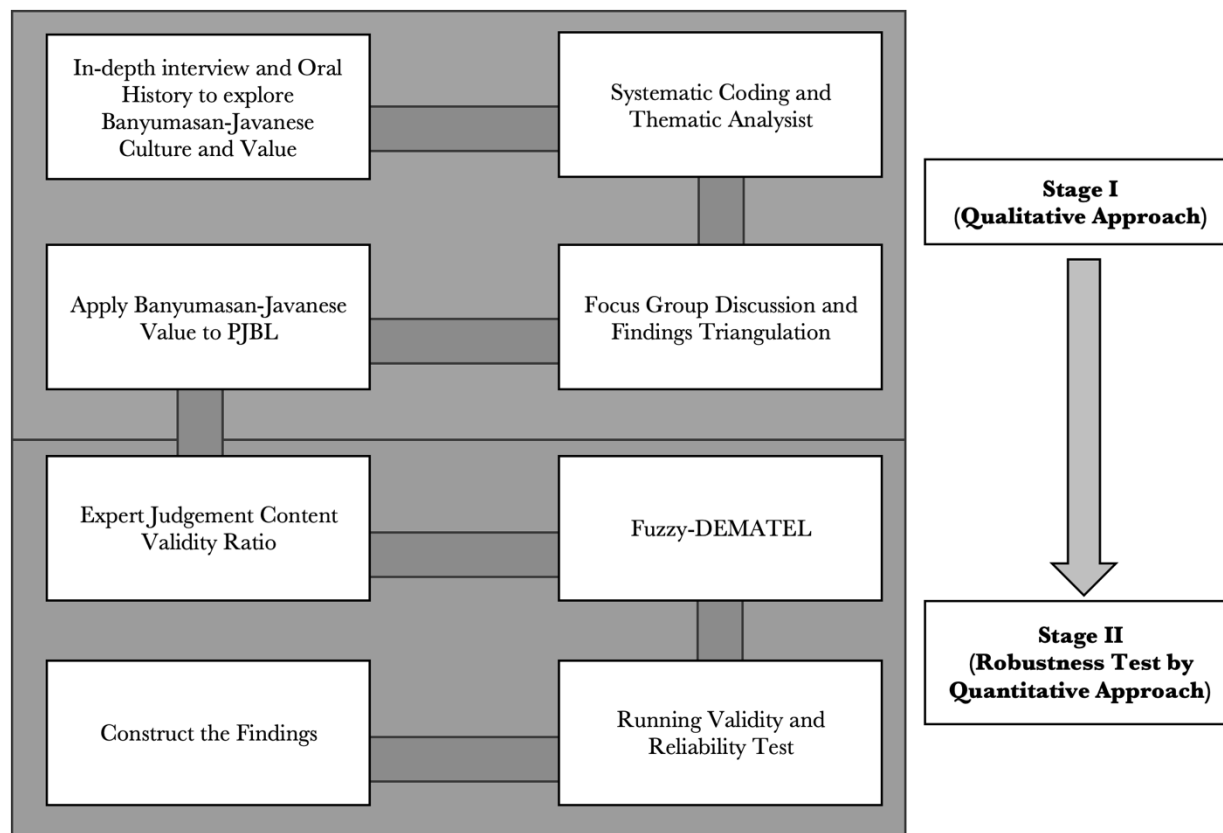 In-depth interview and Oral
History to explore
Banyumasan-Javanese
Culture and Value
Systematic Coding and
Thematic Analysist
Apply Banyumasan-Javanese
Value to PJBL
Focus Group Discussion and
Findings Triangulation
Expert Judgement Content
Validity Ratio
Fuzzy-DEMATEL
Construct the Findings
Running Validity and
Reliability Test
Stage I
(Qualitative Approach)
Stage II
(Robustness Test by
Quantitative Approach)